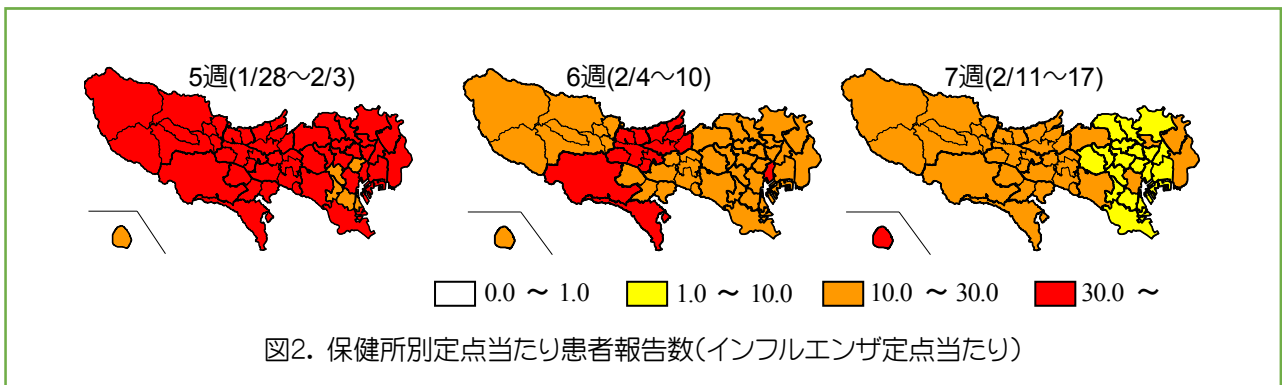 5週(1/28～2/3)
6週(2/4～10)
7週(2/11～17)
0.0 ～ 1.0
1.0 ～ 10.0
10.0 ～ 30.0
30.0 ～
図2. 保健所別定点当たり患者報告数(インフルエンザ定点当たり)